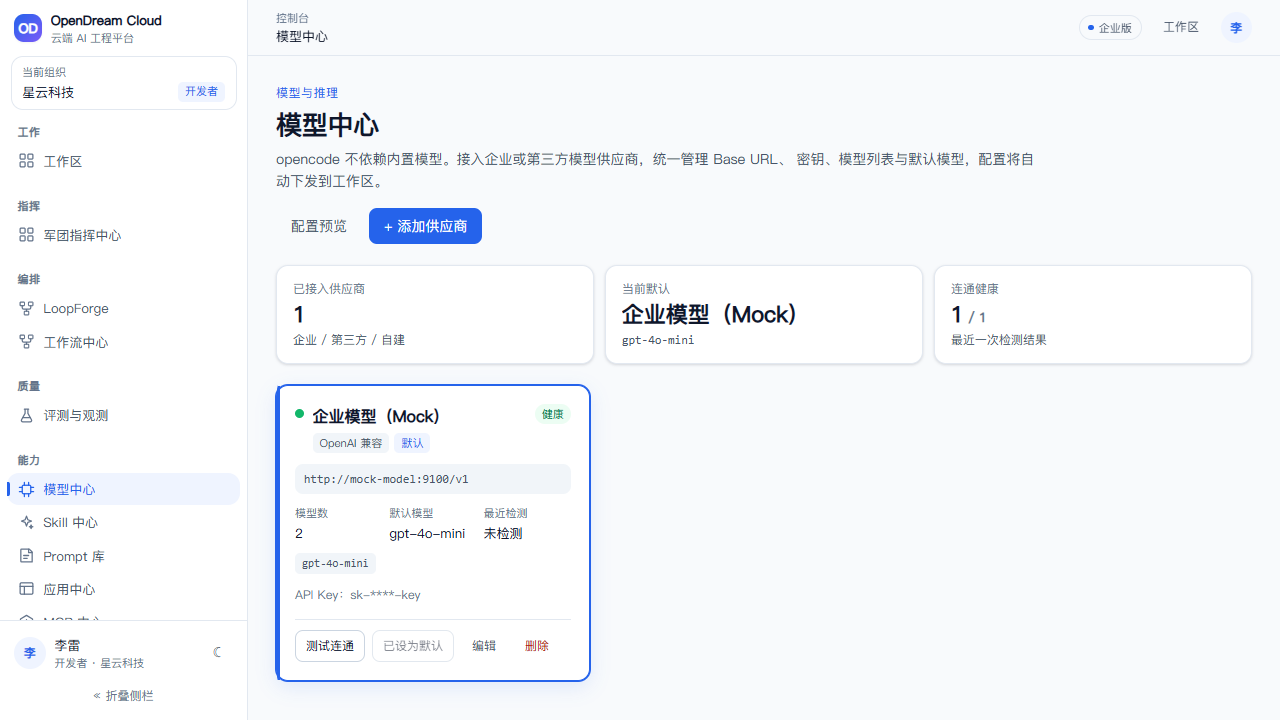 OD
OpenDream Cloud
云端 AI 工程平台
当前组织
星云科技
开发者
工作
工作区
指挥
军团指挥中心
编排
LoopForge
工作流中心
质量
评测与观测
能力
模型中心
Skill 中心
Prompt 库
应用中心
李
李雷
开发者 · 星云科技
☾
« 折叠侧栏
控制台
模型中心
企业版
工作区
李
模型与推理
模型中心
opencode 不依赖内置模型。接入企业或第三方模型供应商，统一管理 Base URL、 密钥、模型列表与默认模型，配置将自
动下发到工作区。
配置预览
+ 添加供应商
已接入供应商
1
企业 / 第三方 / 自建
当前默认
企业模型（Mock）
gpt-4o-mini
连通健康
1 / 1
最近一次检测结果
企业模型（Mock）
健康
OpenAI 兼容
默认
http://mock-model:9100/v1
模型数
默认模型
最近检测
2
gpt-4o-mini
未检测
gpt-4o-mini
API Key：sk-****-key
测试连通
已设为默认
编辑
删除